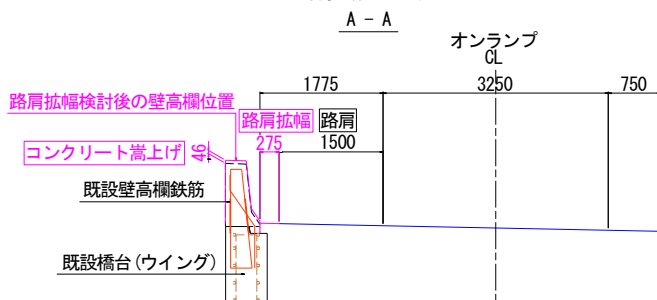 A - A
オンランプ
CL
1775
3250
750
路肩拡幅検討後の壁高欄位置
路肩拡幅
路肩
275
1500
コンクリート嵩上げ
46
既設壁高欄鉄筋
既設橋台(ウイング)